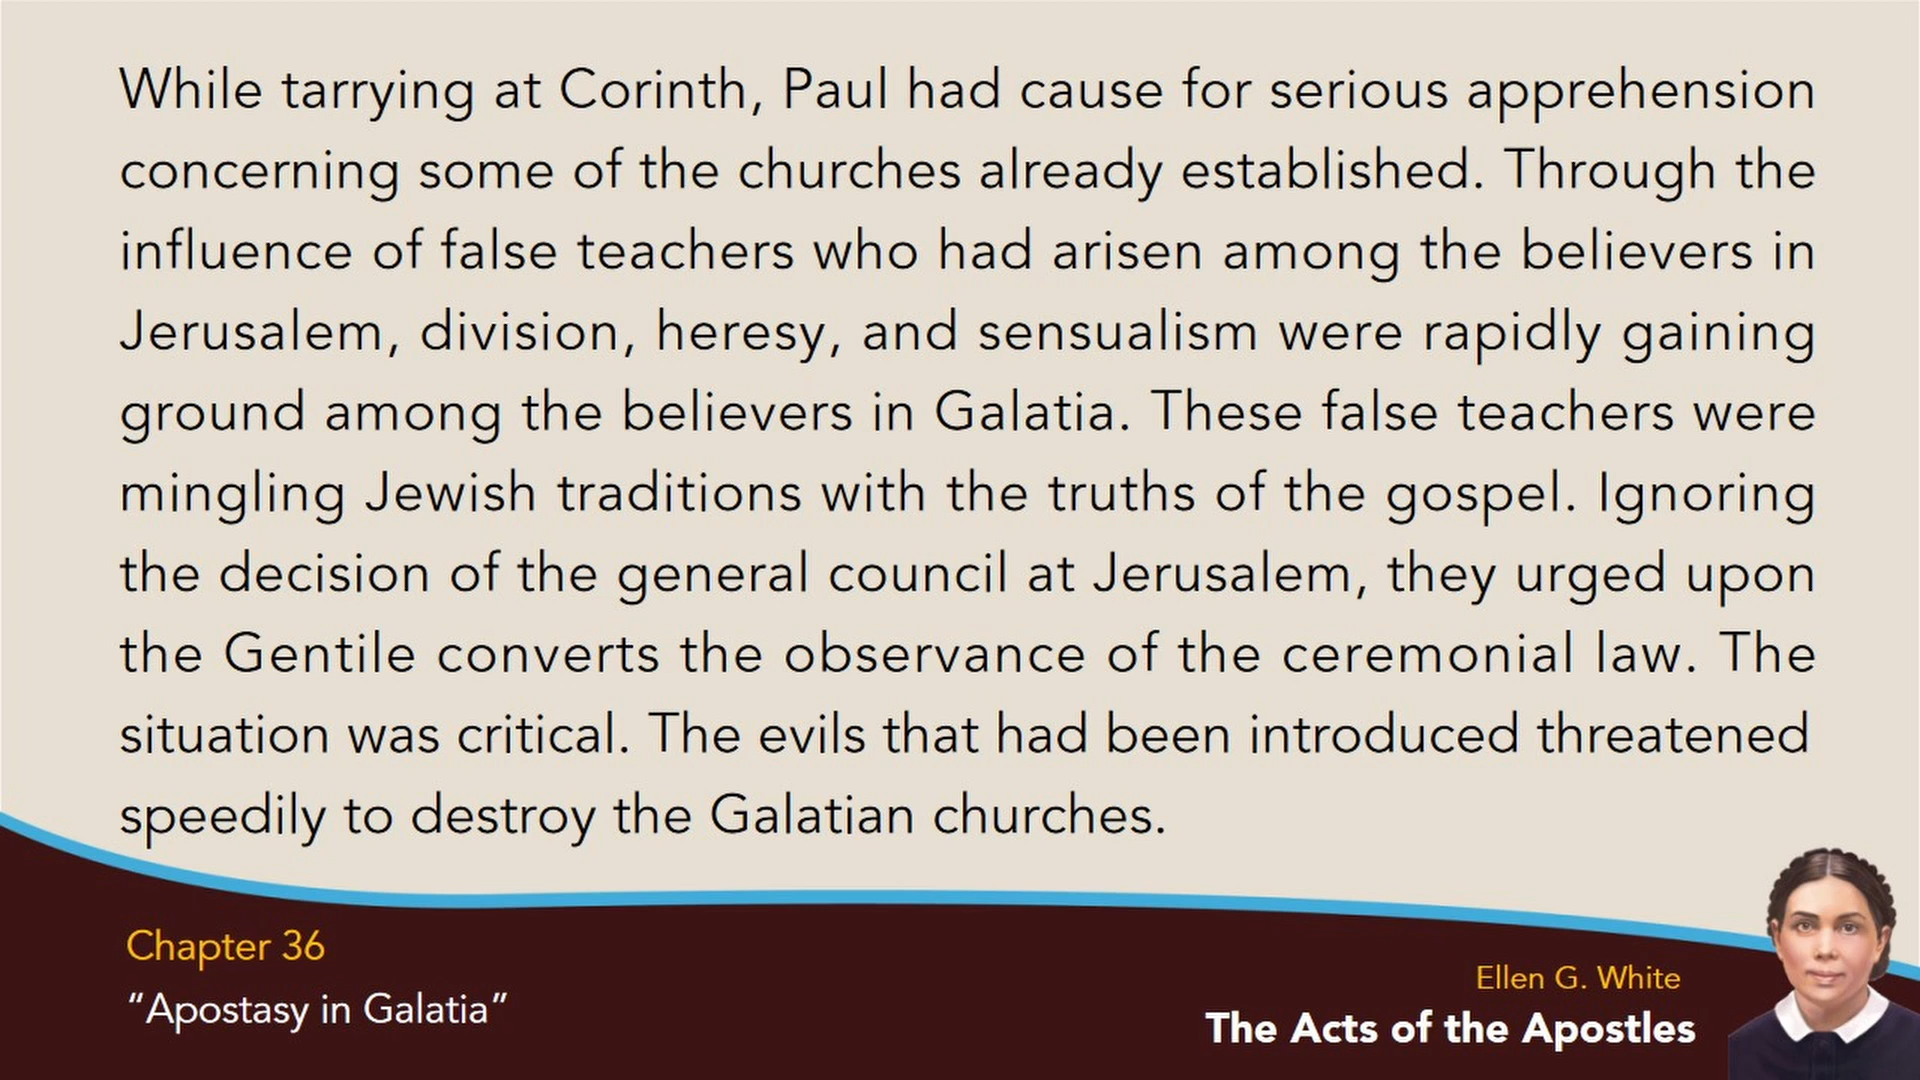 While tarrying at Corinth, Paul had cause for serious apprehension
concerning some of the churches already established. Through the
influence of false teachers who had arisen among the believers in
Jerusalem, division, heresy, and sensualism were rapidly gaining
ground among the believers in Galatia. These false teachers were
mingling Jewish traditions with the truths of the gospel. Ignoring
the decision of the general council at Jerusalem, they urged upon
the Gentile converts the observance of the ceremonial law. The
situation was critical. The evils that had been introduced threatened
speedily to destroy the Galatian churches.
Chapter 36
“Apostasy in Galatia”
Ellen G. White
The Acts of the Apostles